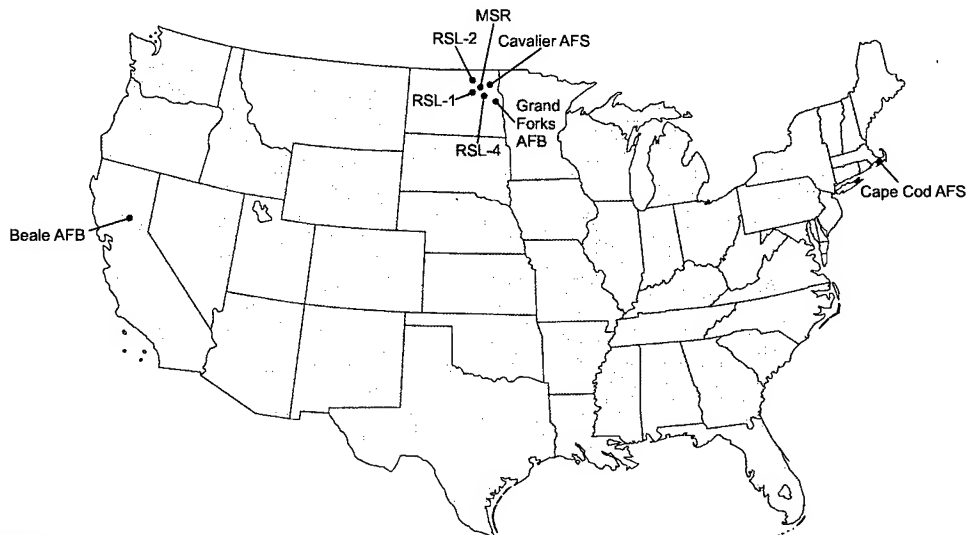 MSR
RSL-2
Cavalier AFS
RSL-1
Grand
Forks
AFB
RSL-4
Cape Cod AFS
Beale AFB